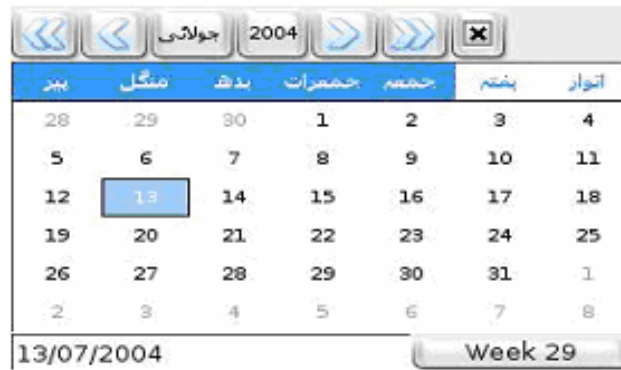 جولائی 2004
پیر منگل بدھ جمعرات جمعہ ہفتہ اتوار
28 29 30 1 2 3 4
5 6 7 8 9 10 11
12 13 14 15 16 17 18
19 20 21 22 23 24 25
26 27 28 29 30 31 1
2 3 4 5 6 7 8
13/07/2004 Week 29